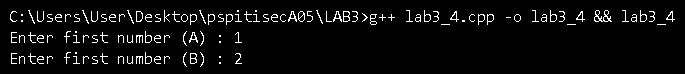 C:\Users\User\Desktop\pspitisecA05\LAB3>g++ lab3_4.cpp -o lab3_4 && lab3_4
Enter first number (A) : 1
Enter first number (B) : 2